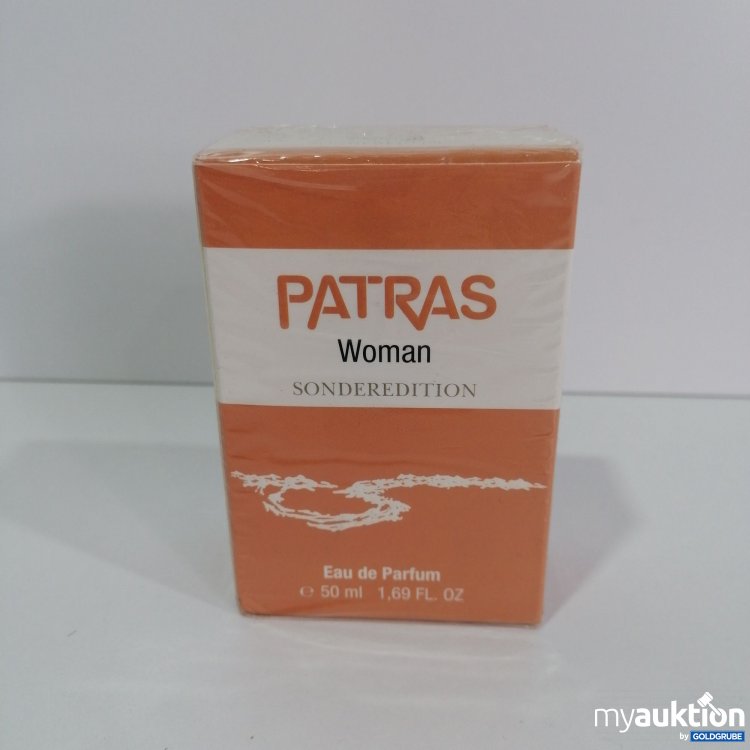 PATRAS
Woman
SONDEREDITION
Eau de Parfum
℮ 50 ml 1,69 FL. OZ
myauktion
by GOLDGRUBE